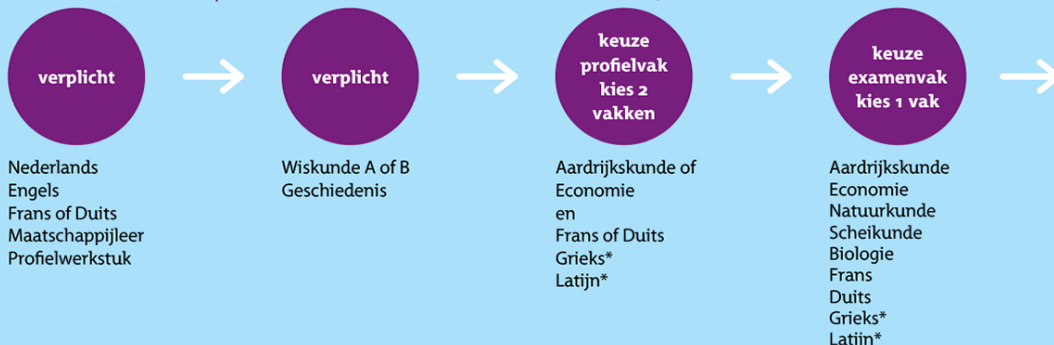 verplicht
Nederlands
Engels
Frans of Duits
Maatschappijleer
Profielwerkstuk
verplicht
Wiskunde A of B
Geschiedenis
keuze
profielvak
kies 2
vakken
Aardrijkskunde of
Economie
en
Frans of Duits
Grieks*
Latijn*
keuze
examenvak
kies 1 vak
Aardrijkskunde
Economie
Natuurkunde
Scheikunde
Biologie
Frans
Duits
Grieks*
Latijn*